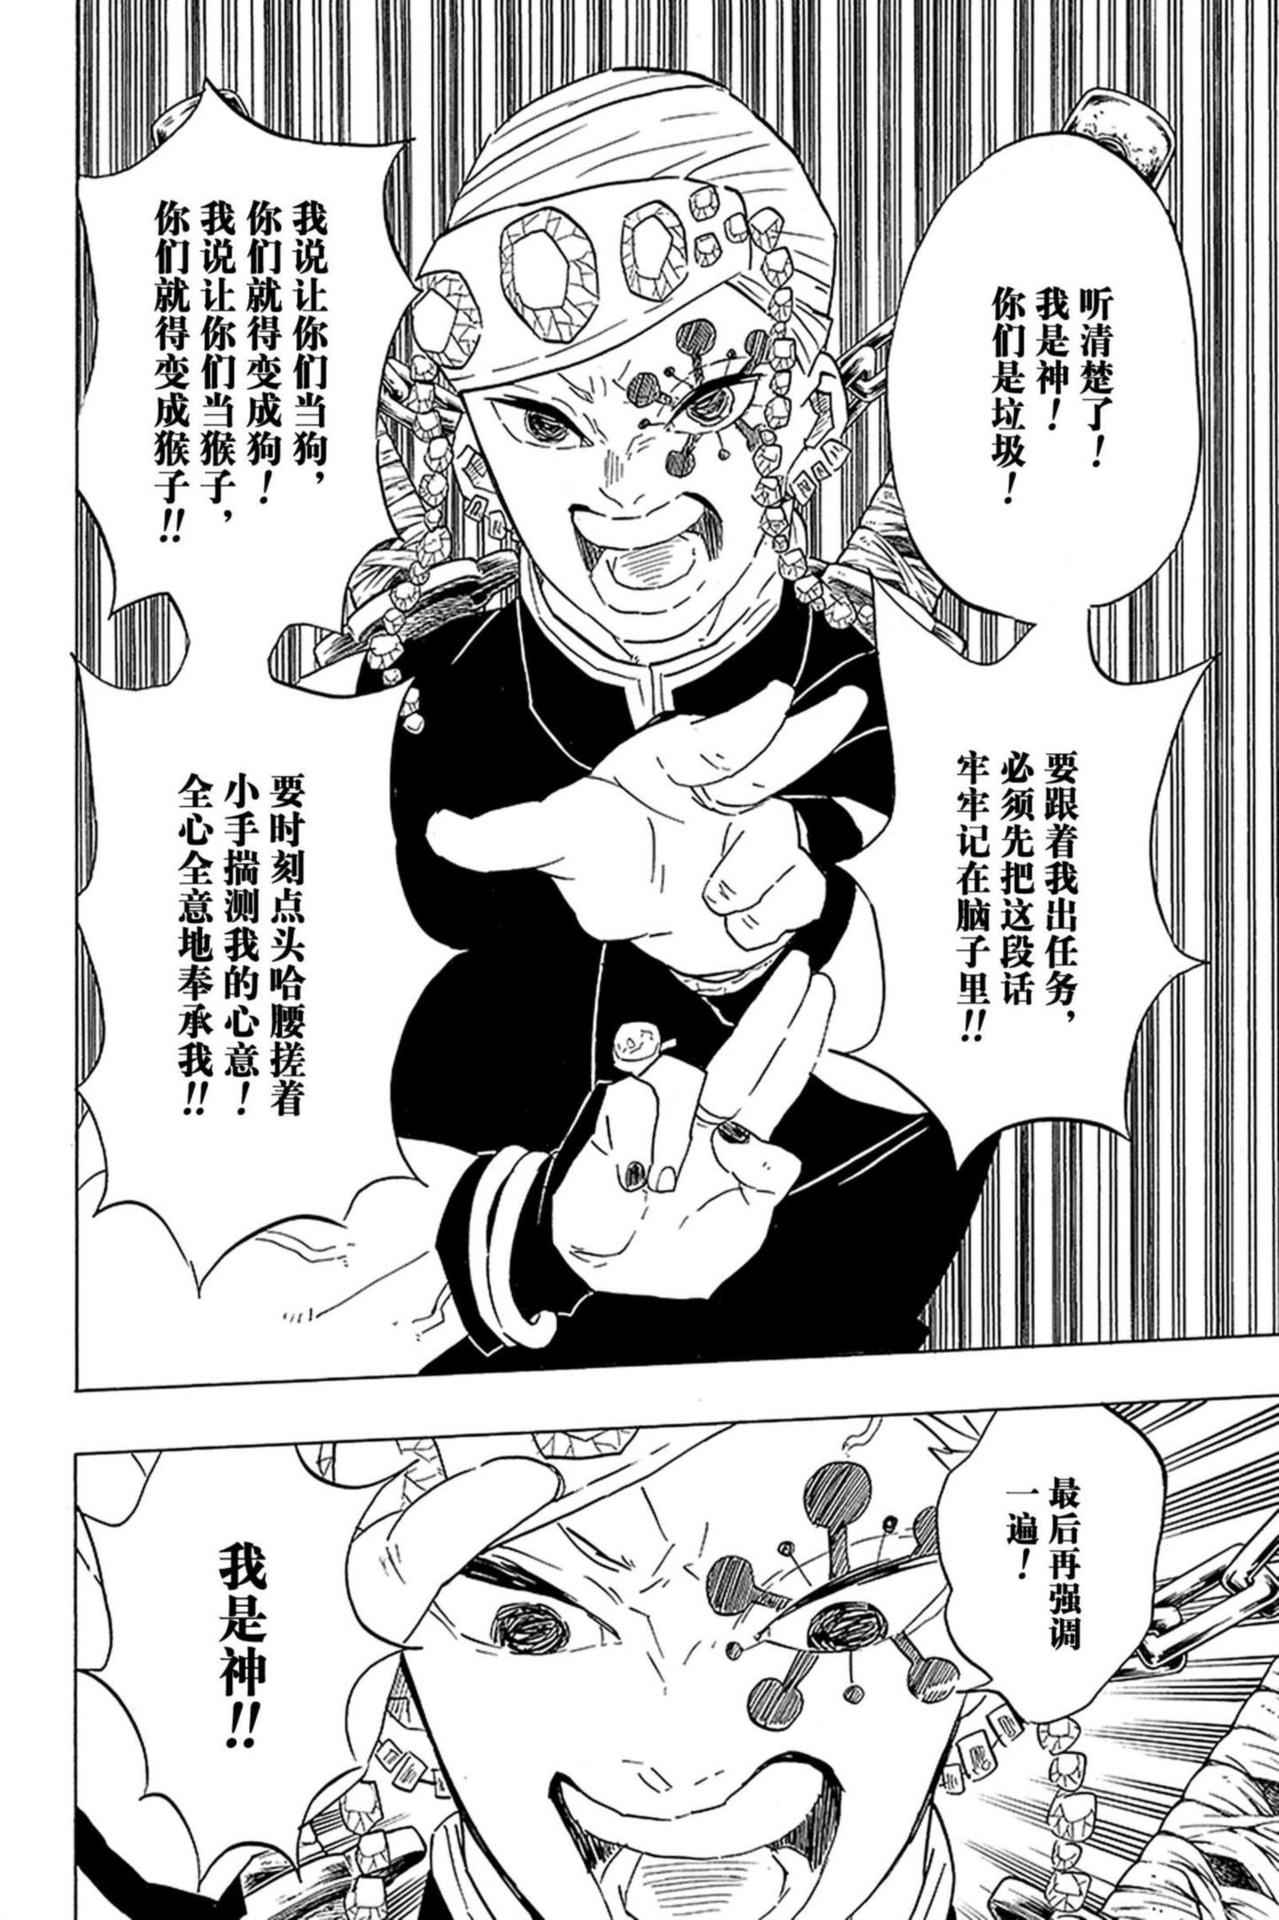 听清楚了！
我是神！
你们是垃圾！
我说让你们当狗，
你们就得变成狗！
我说让你们当猴子，
你们就得变成猴子！！
要跟着我出任务，
必须先把这段话
牢牢记在脑子里！！
要时刻点头哈腰搓着
小手揣测我的心意！
全心全意地奉承我！！
最后再强调
一遍！
我是神！！